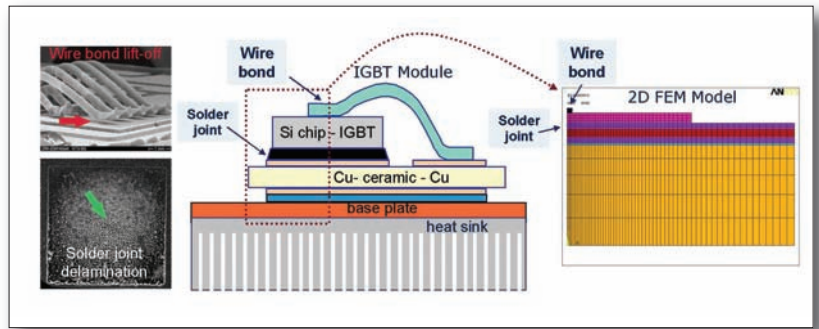 Wire bond lift-off
Solder joint
delamination
Wire
bond
IGBT Module
Solder
joint
Si chip - IGBT
Cu- ceramic - Cu
base plate
heat sink
Wire
bond
2D FEM Model
AN
Solder
joint